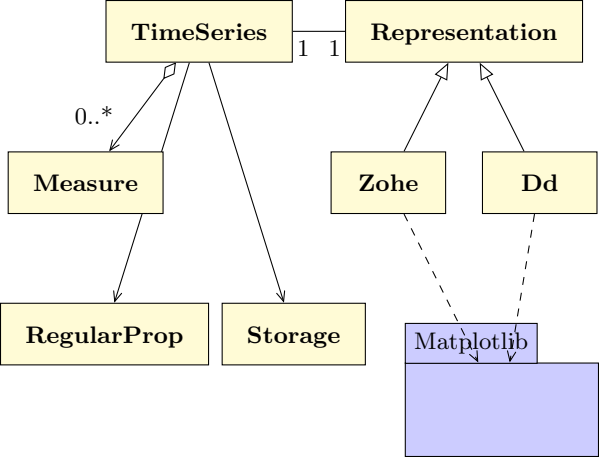 TimeSeries
Representation
1
1
0..*
Measure
Zohe
Dd
RegularProp
Storage
Matplotlib